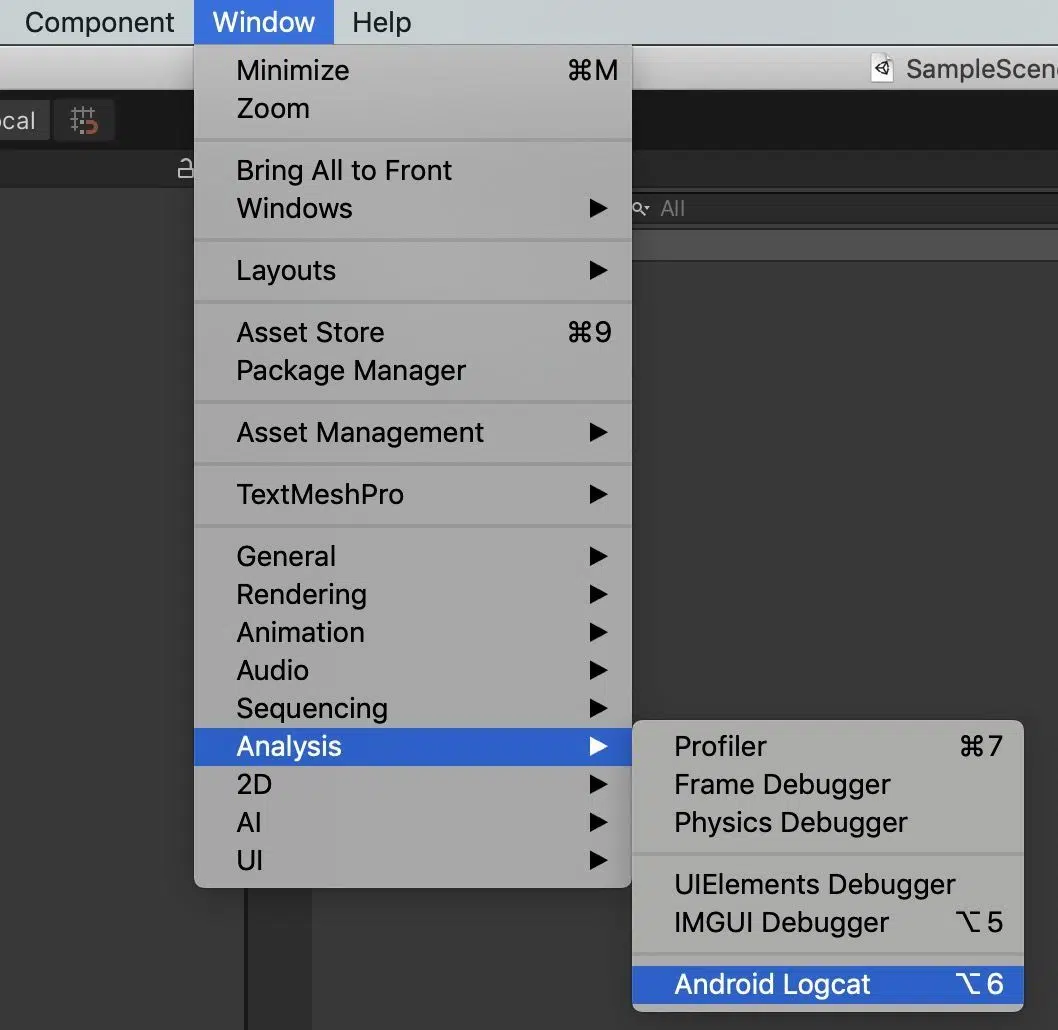 Component Window Help
SampleScen
cal
All
Minimize ⌘M
Zoom
Bring All to Front
Windows
Layouts
Asset Store ⌘9
Package Manager
Asset Management
TextMeshPro
General
Rendering
Animation
Audio
Sequencing
Analysis
2D
AI
UI
Profiler ⌘7
Frame Debugger
Physics Debugger
UIElements Debugger
IMGUI Debugger ⌥5
Android Logcat ⌥6